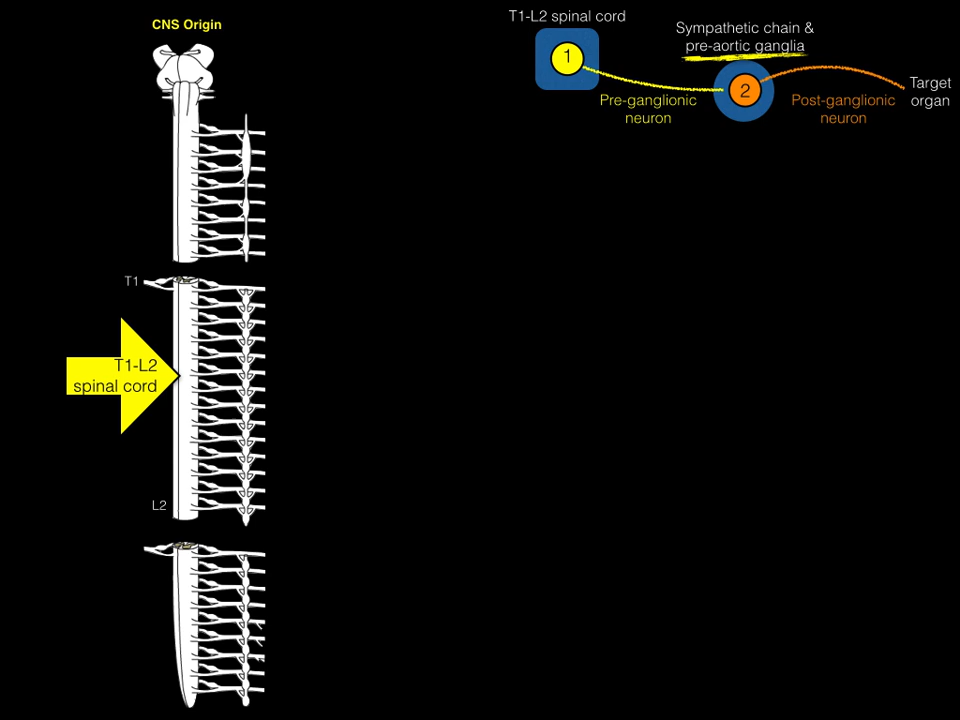 CNS Origin
T1-L2 spinal cord
Sympathetic chain &
pre-aortic ganglia
1
2
Target
organ
Pre-ganglionic
neuron
Post-ganglionic
neuron
T1
T1-L2
spinal cord
L2